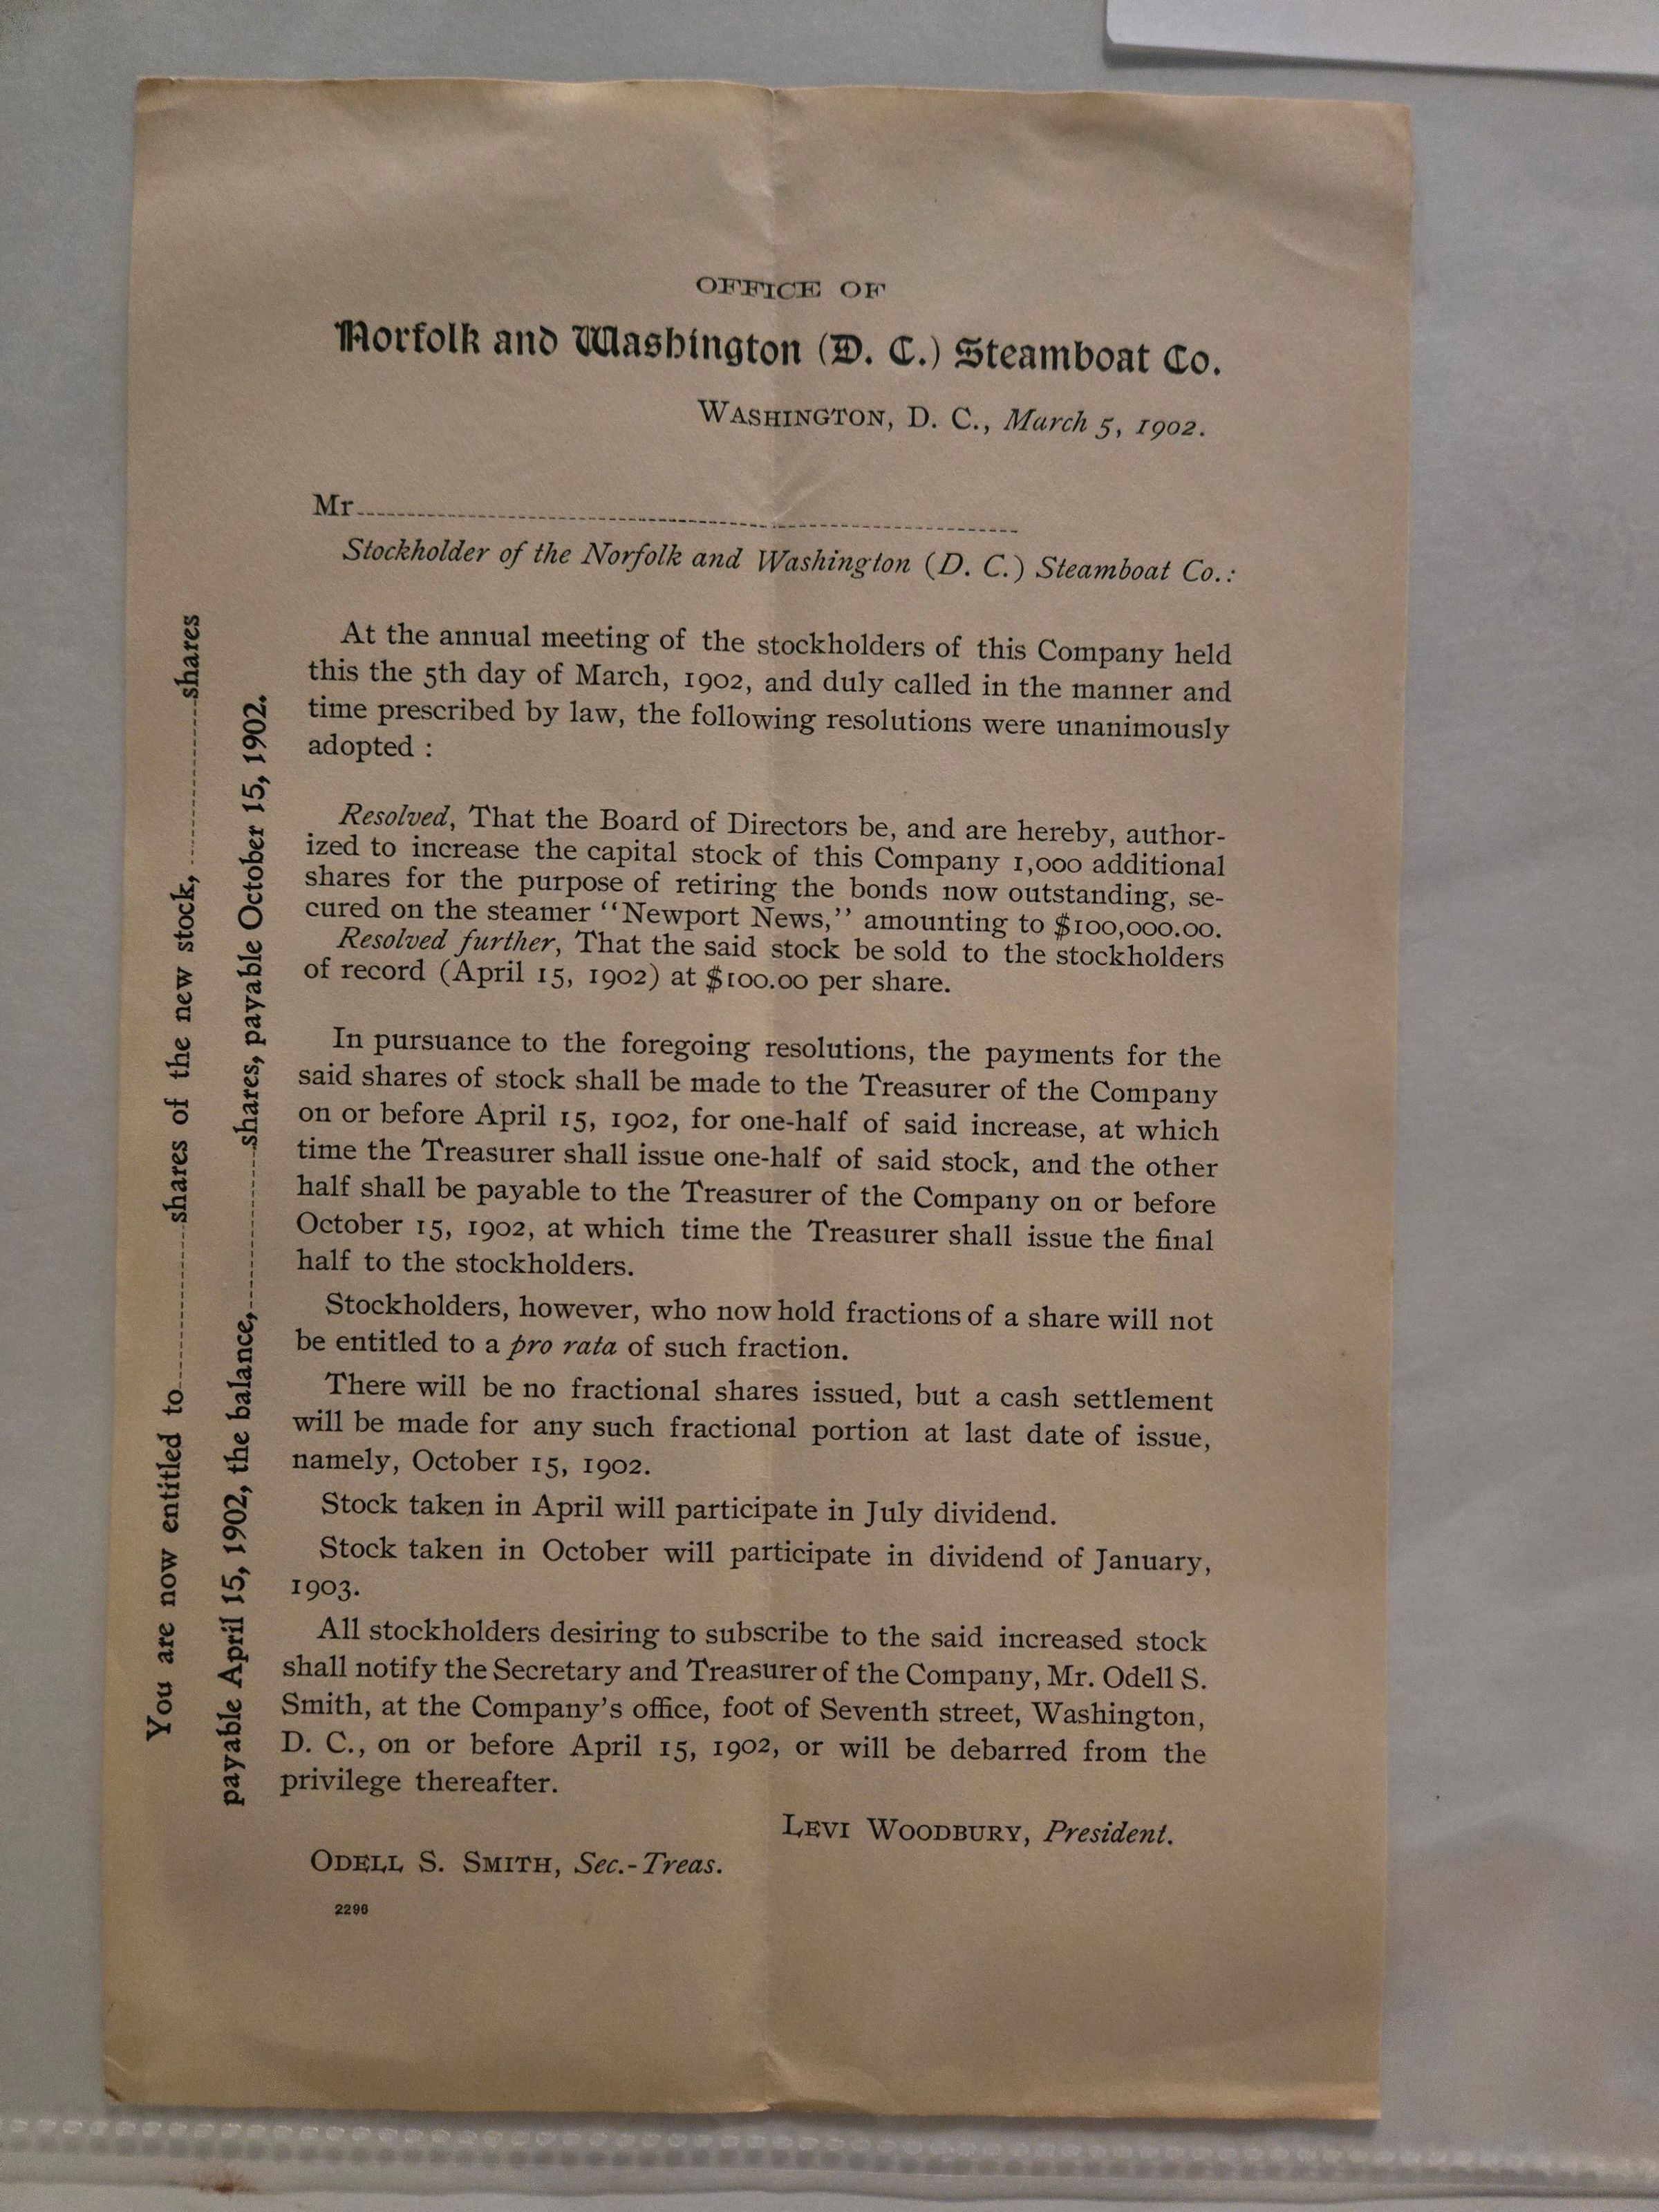 OFFICE OF
Norfolk and Washington (D. C.) Steamboat Co.
WASHINGTON, D. C., March 5, 1902.
Mr
Stockholder of the Norfolk and Washington (D. C.) Steamboat Co.:
At the annual meeting of the stockholders of this Company held
this the 5th day of March, 1902, and duly called in the manner and
time prescribed by law, the following resolutions were unanimously
adopted :
Resolved, That the Board of Directors be, and are hereby, author-
ized to increase the capital stock of this Company 1,000 additional
shares for the purpose of retiring the bonds now outstanding, se-
cured on the steamer "Newport News," amounting to $100,000.00.
Resolved further, That the said stock be sold to the stockholders
of record (April 15, 1902) at $100.00 per share.
In pursuance to the foregoing resolutions, the payments for the
said shares of stock shall be made to the Treasurer of the Company
on or before April 15, 1902, for one-half of said increase, at which
time the Treasurer shall issue one-half of said stock, and the other
half shall be payable to the Treasurer of the Company on or before
October 15, 1902, at which time the Treasurer shall issue the final
half to the stockholders.
Stockholders, however, who now hold fractions of a share will not
be entitled to a pro rata of such fraction.
There will be no fractional shares issued, but a cash settlement
will be made for any such fractional portion at last date of issue,
namely, October 15, 1902.
Stock taken in April will participate in July dividend.
Stock taken in October will participate in dividend of January,
1903.
All stockholders desiring to subscribe to the said increased stock
shall notify the Secretary and Treasurer of the Company, Mr. Odell S.
Smith, at the Company's office, foot of Seventh street, Washington,
D. C., on or before April 15, 1902, or will be debarred from the
privilege thereafter.
LEVI WOODBURY, President.
ODELL S. SMITH, Sec.-Treas.
2296
You are now entitled to shares of the new stock, shares
payable April 15, 1902, the balance, shares, payable October 15, 1902.